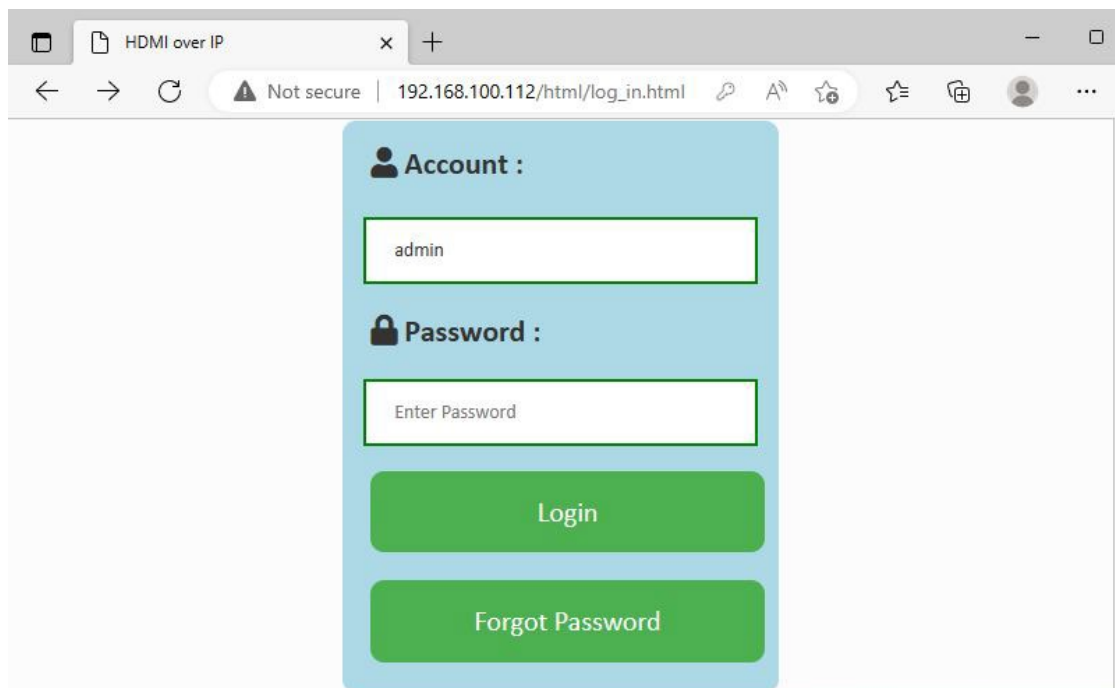 HDMI over IP
Not secure 192.168.100.112/html/log_in.html
Account :
admin
Password :
Enter Password
Login
Forgot Password